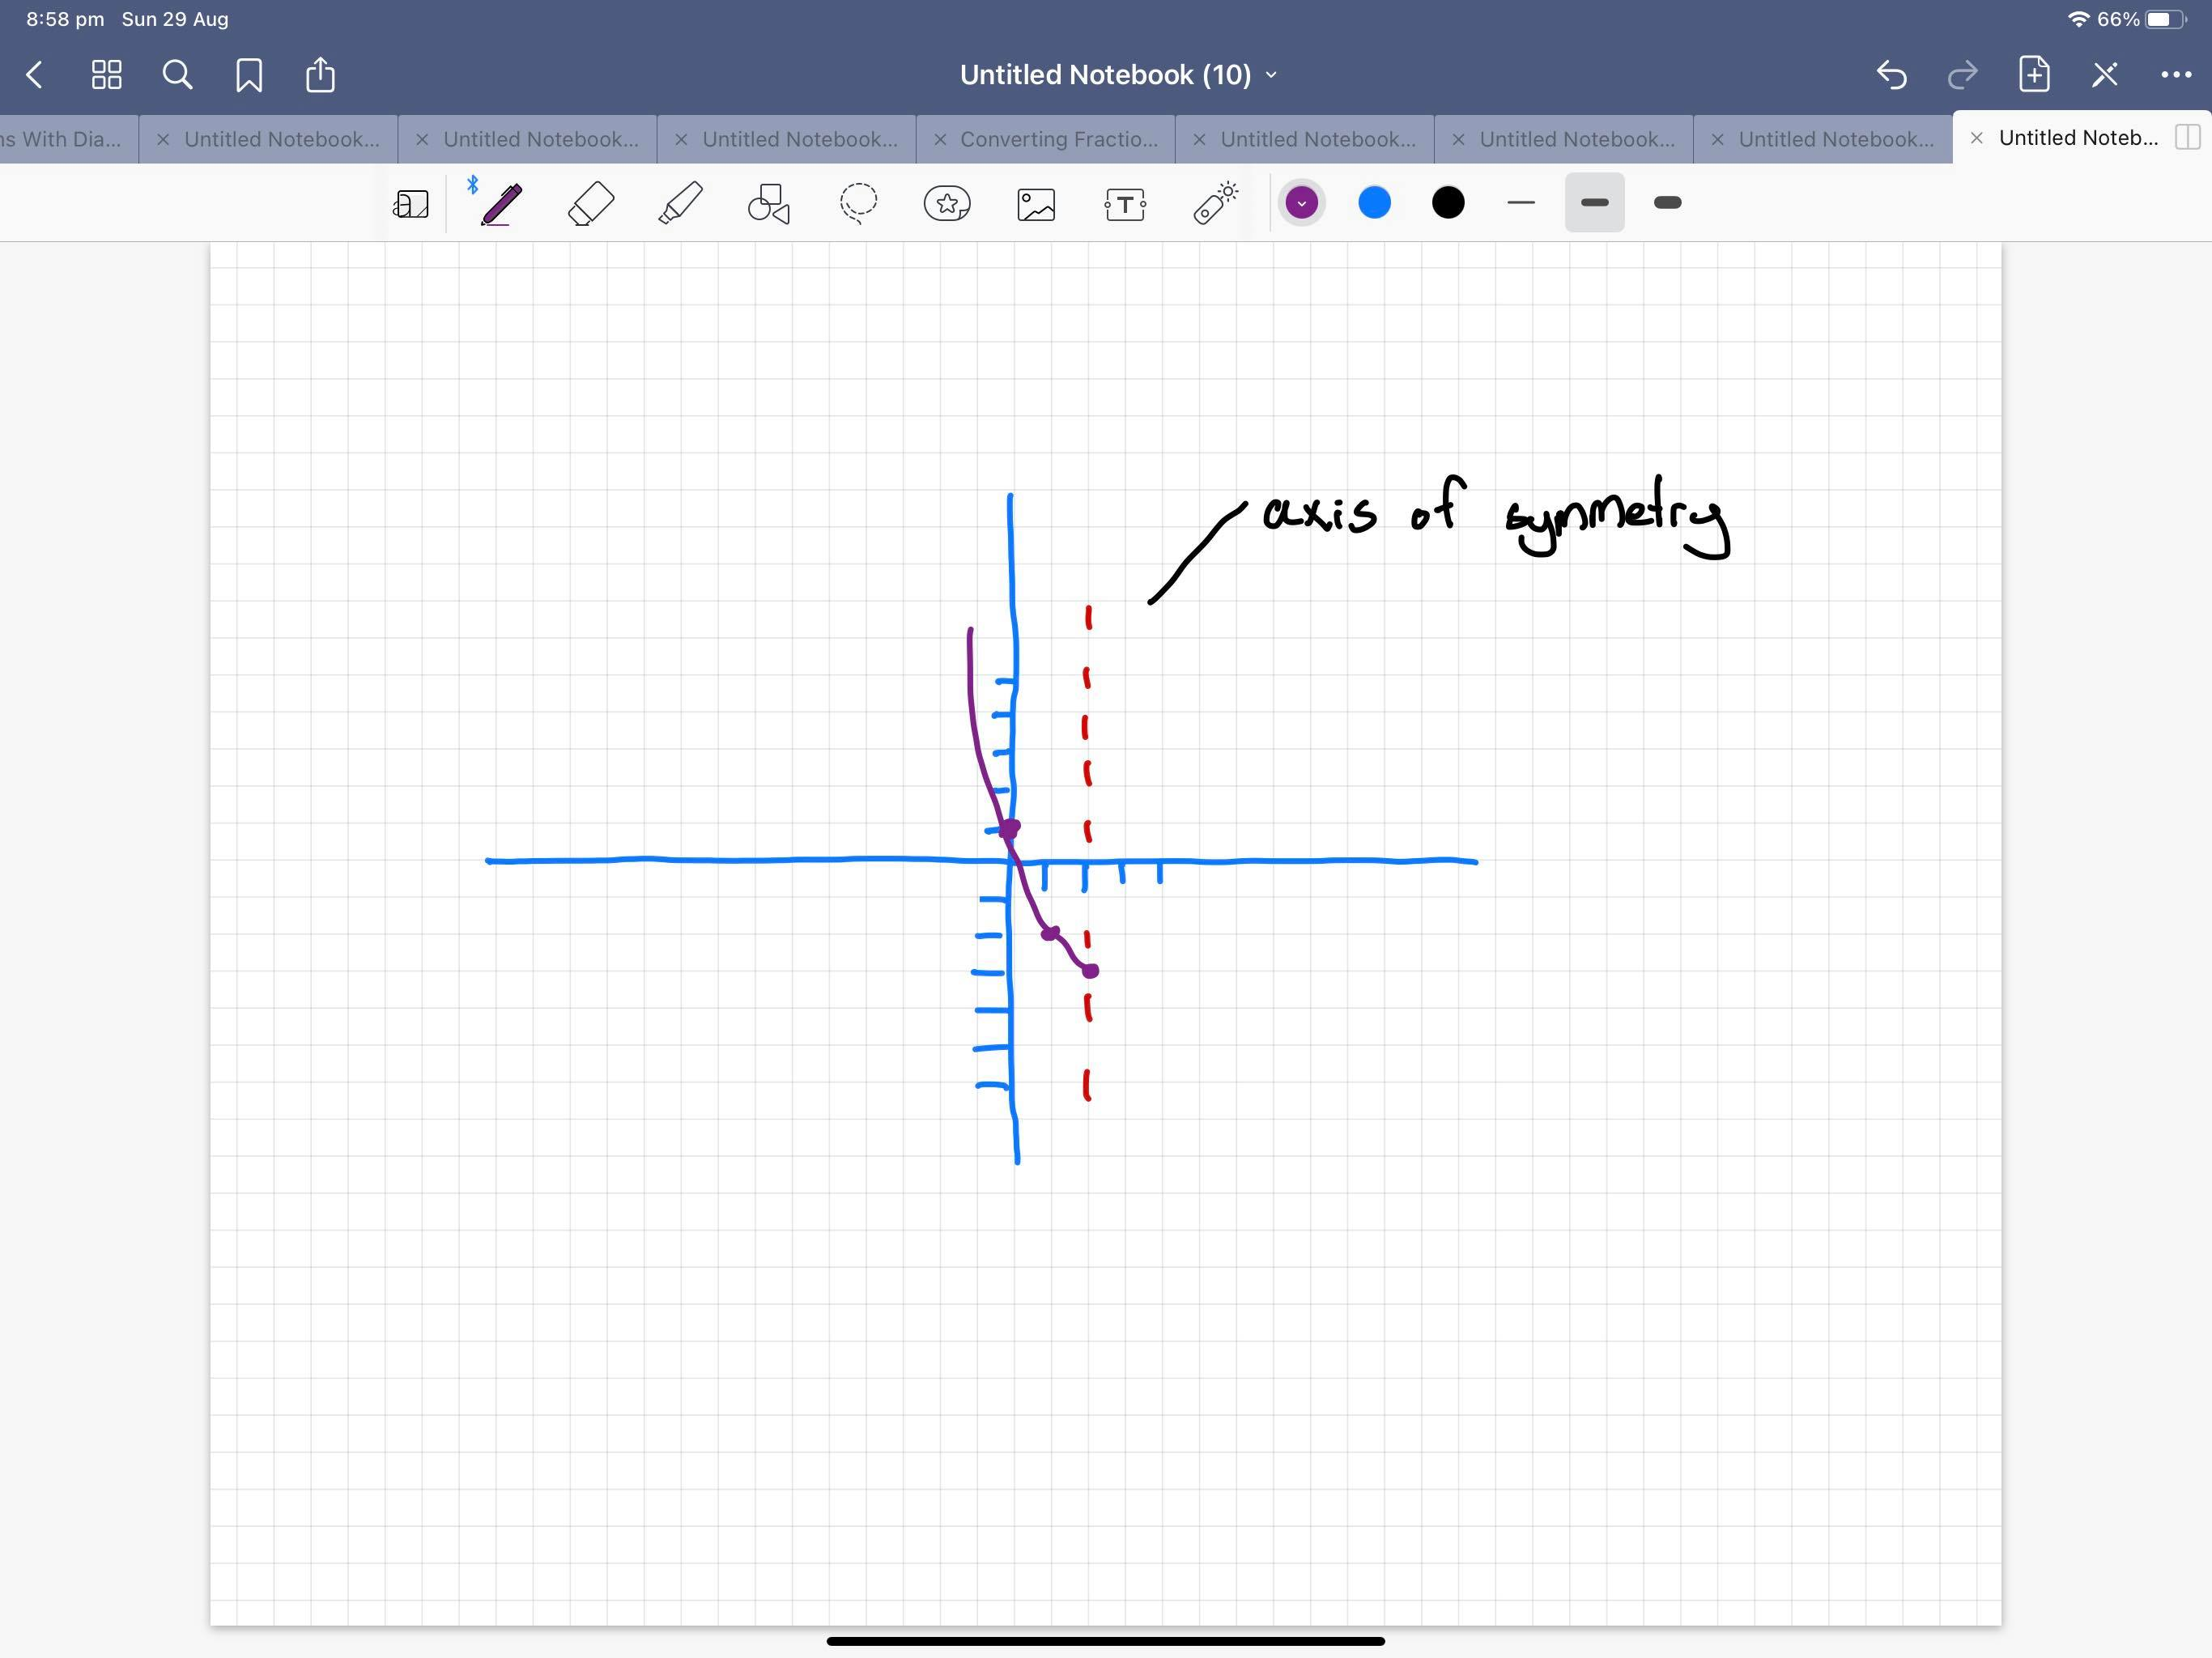 8:58 pm Sun 29 Aug
66%
Untitled Notebook (10)
ns With Dia... Untitled Notebook... Untitled Notebook... Untitled Notebook... Converting Fractio... Untitled Notebook... Untitled Notebook... Untitled Notebook... Untitled Noteb...
axis of symmetry